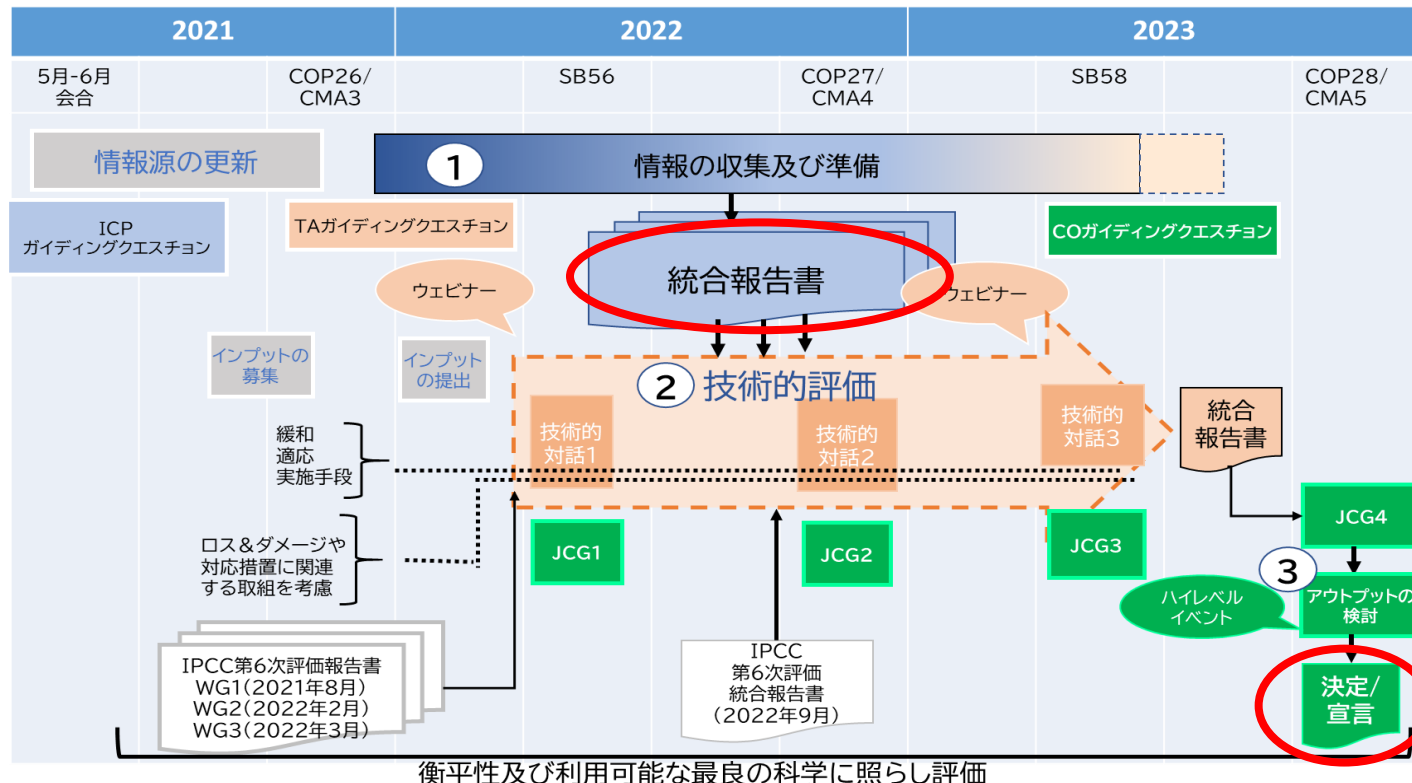 2021
2022
2023
5月-6月
会合
COP26/
CMA3
SB56
COP27/
CMA4
SB58
COP28/
CMA5
情報源の更新
1
情報の収集及び準備
ICP
ガイディングクエスチョン
TAガイディングクエスチョン
COガイディングクエスチョン
統合報告書
ウェビナー
ウェビナー
インプットの
募集
インプット
の提出
2
技術的評価
技術的
対話1
技術的
対話2
技術的
対話3
統合
報告書
緩和
適応
実施手段
JCG1
JCG2
JCG3
JCG4
ロス&ダメージや
対応措置に関連
する取組を考慮
3
ハイレベル
イベント
アウトプットの
検討
IPCC第6次評価報告書
WG1(2021年8月)
WG2(2022年2月)
WG3(2022年3月)
IPCC
第6次評価
統合報告書
(2022年9月)
決定/
宣言
衡平性及び利用可能な最良の科学に照らし評価